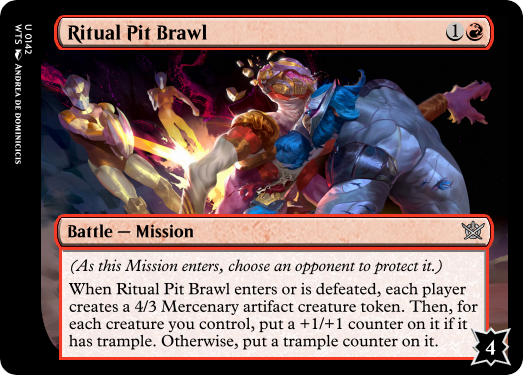 Ritual Pit Brawl
1
Battle — Mission
(As this Mission enters, choose an opponent to protect it.)
When Ritual Pit Brawl enters or is defeated, each player
creates a 4/3 Mercenary artifact creature token. Then, for
each creature you control, put a +1/+1 counter on it if it
has trample. Otherwise, put a trample counter on it.
4
U 0142
WTS ANDREA DE DOMINICIS